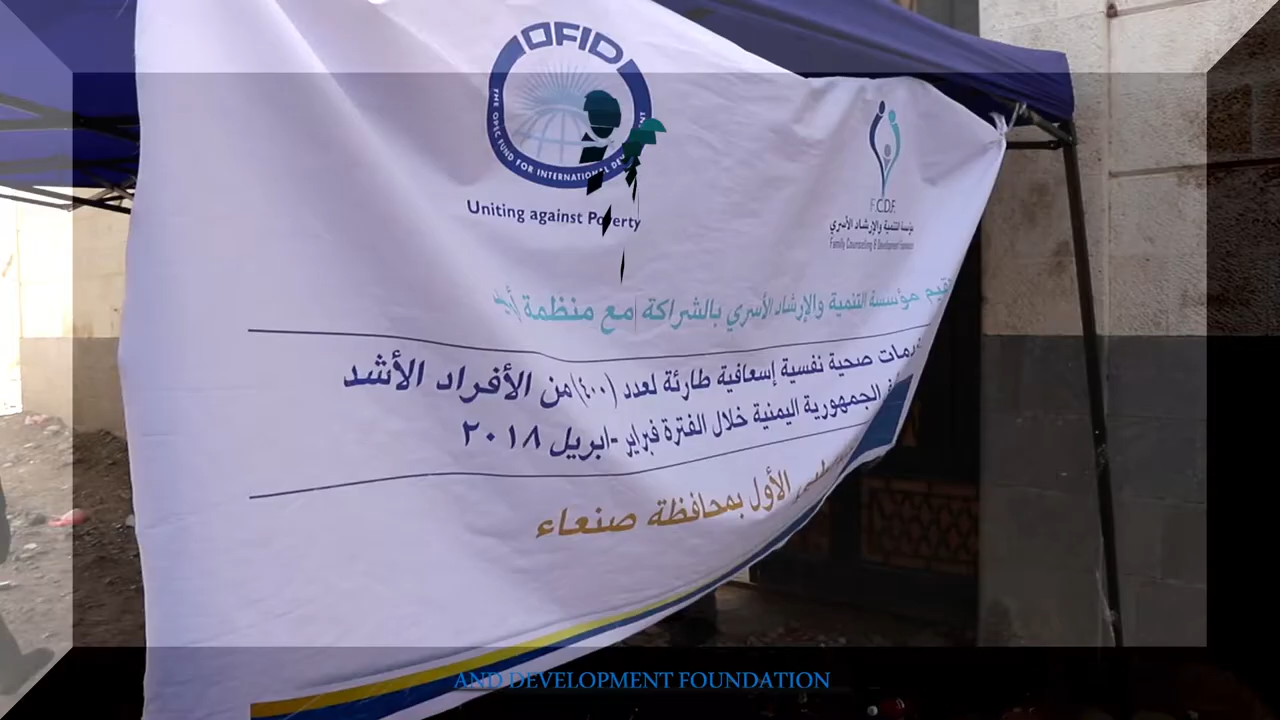 OFID
THE OPEC FUND FOR INTERNATIONAL
Uniting against Poverty
F.C.D.F.
مؤسسة التنمية والإرشاد الأسري
Family Counseling & Development Foundation
مؤسسة التنمية والإرشاد الأسري بالشراكة مع منظمة
صحية نفسية إسعافية طارئة لعدد (٤٠٠) من الأفراد الأشد
الجمهورية اليمنية خلال الفترة فبراير -ابريل ٢٠١٨
الأول بمحافظة صنعاء
AND DEVELOPMENT FOUNDATION